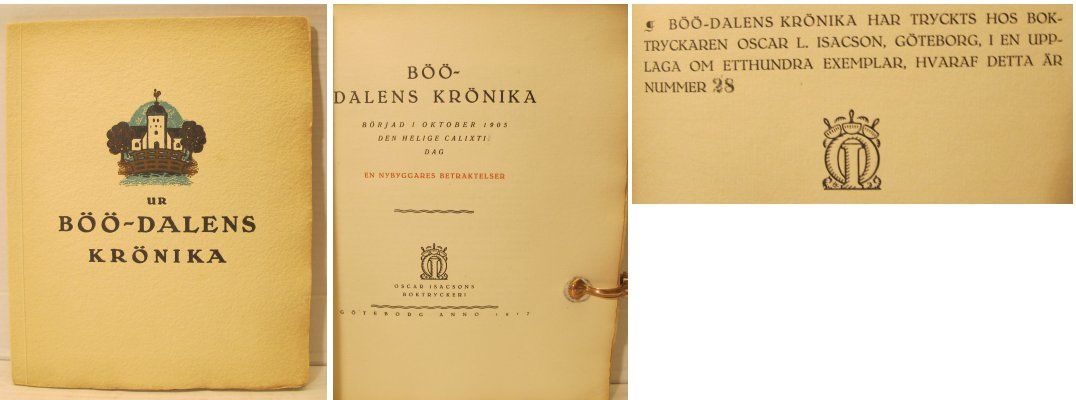 UR
BÖÖ-DALENS
KRÖNIKA
BÖÖ-
DALENS KRÖNIKA
BÖRJAD I OKTOBER 1905
DEN HELIGE CALIXTI
DAG
EN NYBYGGARES BETRAKTELSER
OSCAR ISACSONS
BOKTRYCKERI
GÖTEBORG ANNO 1917
¶ BÖÖ-DALENS KRÖNIKA HAR TRYCKTS HOS BOK-
TRYCKAREN OSCAR L. ISACSON, GÖTEBORG, I EN UPP-
LAGA OM ETTHUNDRA EXEMPLAR, HVARAF DETTA ÄR
NUMMER 28